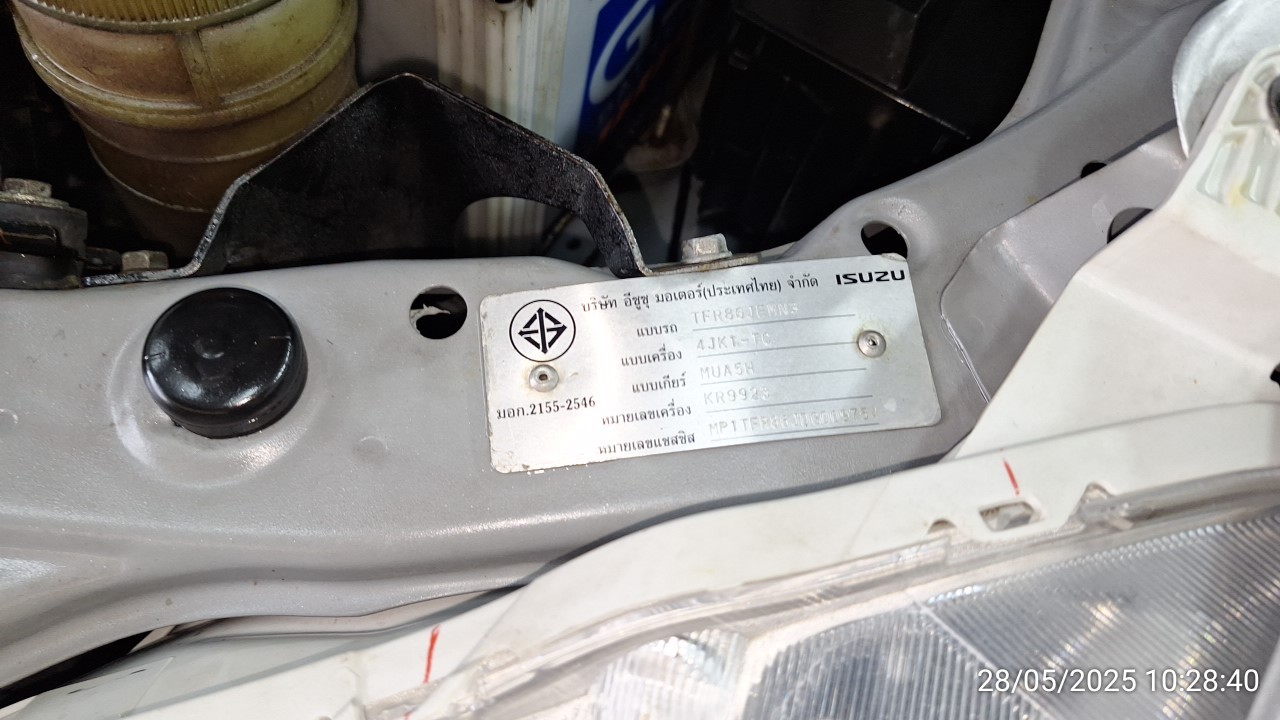 บริษัท อีซูซุ มอเตอร์(ประเทศไทย) จำกัด ISUZU
แบบรถ
แบบเครื่อง
แบบเกียร์ MUA5H
หมายเลขเครื่อง
หมายเลขแชสซิส
มอก.2155-2546
G
28/05/2025 10:28:40